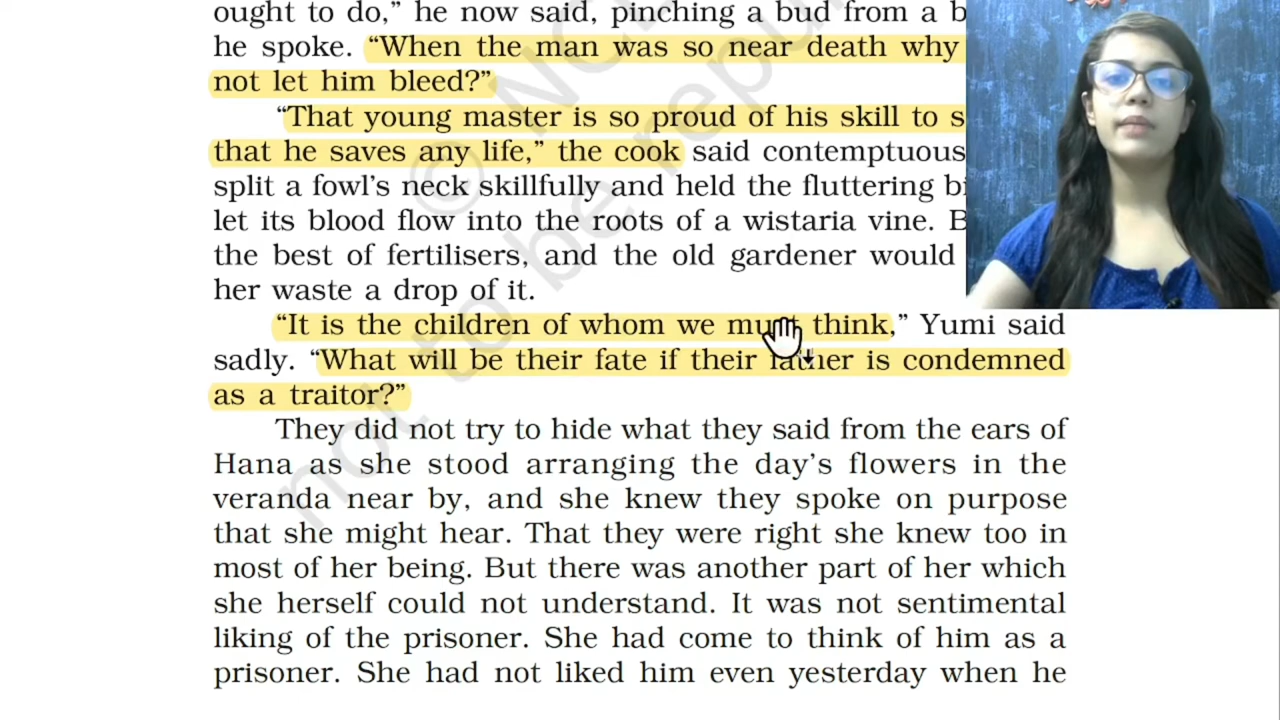 ought to do,” he now said, pinching a bud from a b
he spoke. “When the man was so near death why
not let him bleed?”
“That young master is so proud of his skill to s
that he saves any life,” the cook said contemptuous
split a fowl’s neck skillfully and held the fluttering bi
let its blood flow into the roots of a wistaria vine. B
the best of fertilisers, and the old gardener would
her waste a drop of it.
“It is the children of whom we must think,” Yumi said
sadly. “What will be their fate if their father is condemned
as a traitor?”
They did not try to hide what they said from the ears of
Hana as she stood arranging the day’s flowers in the
veranda near by, and she knew they spoke on purpose
that she might hear. That they were right she knew too in
most of her being. But there was another part of her which
she herself could not understand. It was not sentimental
liking of the prisoner. She had come to think of him as a
prisoner. She had not liked him even yesterday when he
© NC
not to be repu